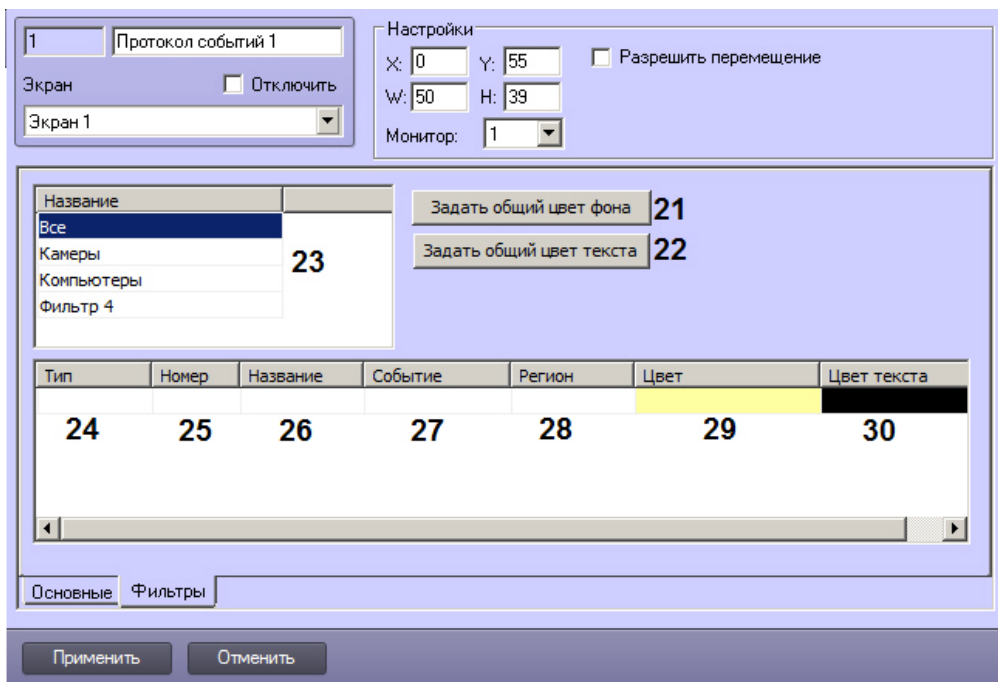 1 Протокол событий 1
Экран Отключить
Экран 1
Настройки
X: 0 Y: 55 Разрешить перемещение
W: 50 H: 39
Монитор: 1
Название
Все
Камеры
Компьютеры
Фильтр 4
23
Задать общий цвет фона 21
Задать общий цвет текста 22
Тип Номер Название Событие Регион Цвет Цвет текста
24 25 26 27 28 29 30
Основные Фильтры
Применить Отменить